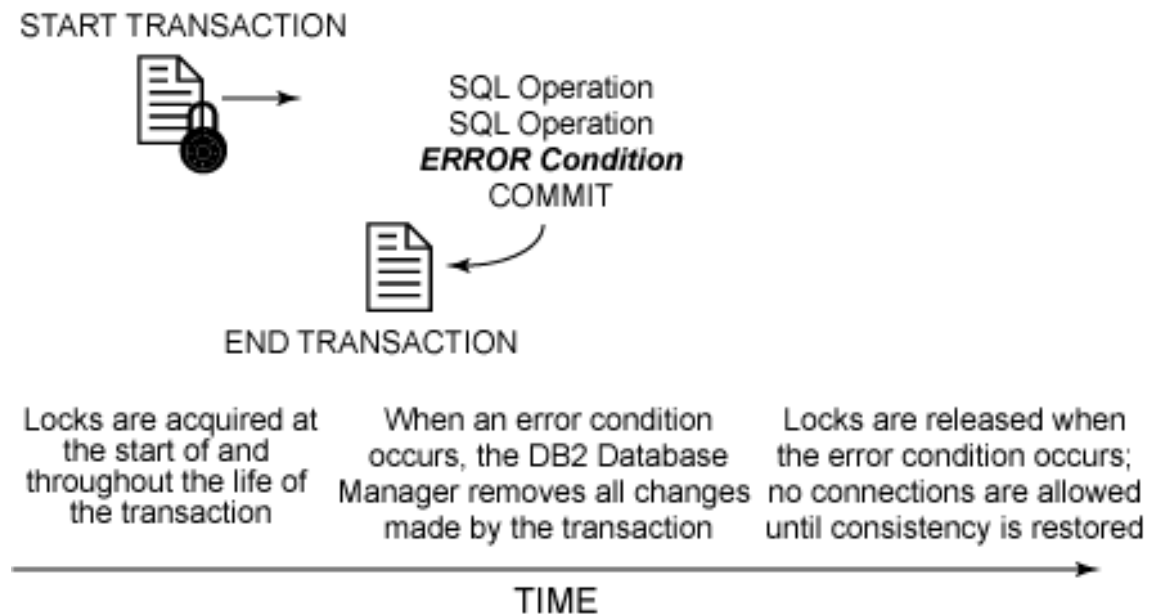 START TRANSACTION
SQL Operation
SQL Operation
ERROR Condition
COMMIT
END TRANSACTION
Locks are acquired at
the start of and
throughout the life of
the transaction
When an error condition
occurs, the DB2 Database
Manager removes all changes
made by the transaction
Locks are released when
the error condition occurs;
no connections are allowed
until consistency is restored
TIME